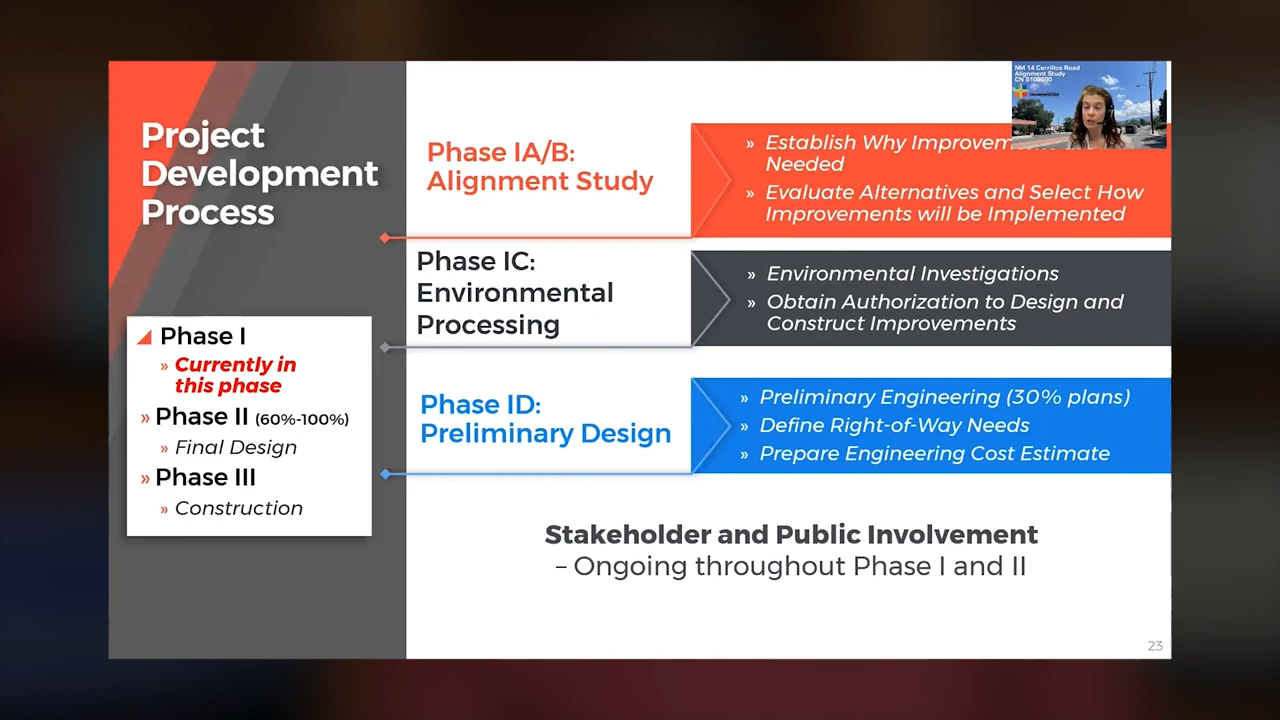 Project
Development
Process
Phase I
» Currently in
this phase
» Phase II (60%-100%)
» Final Design
» Phase III
» Construction
Phase IA/B:
Alignment Study
» Establish Why Improvem
Needed
» Evaluate Alternatives and Select How
Improvements will be Implemented
Phase IC:
Environmental
Processing
» Environmental Investigations
» Obtain Authorization to Design and
Construct Improvements
Phase ID:
Preliminary Design
» Preliminary Engineering (30% plans)
» Define Right-of-Way Needs
» Prepare Engineering Cost Estimate
Stakeholder and Public Involvement
– Ongoing throughout Phase I and II
23
NM 14 Cerrillos Road
Alignment Study